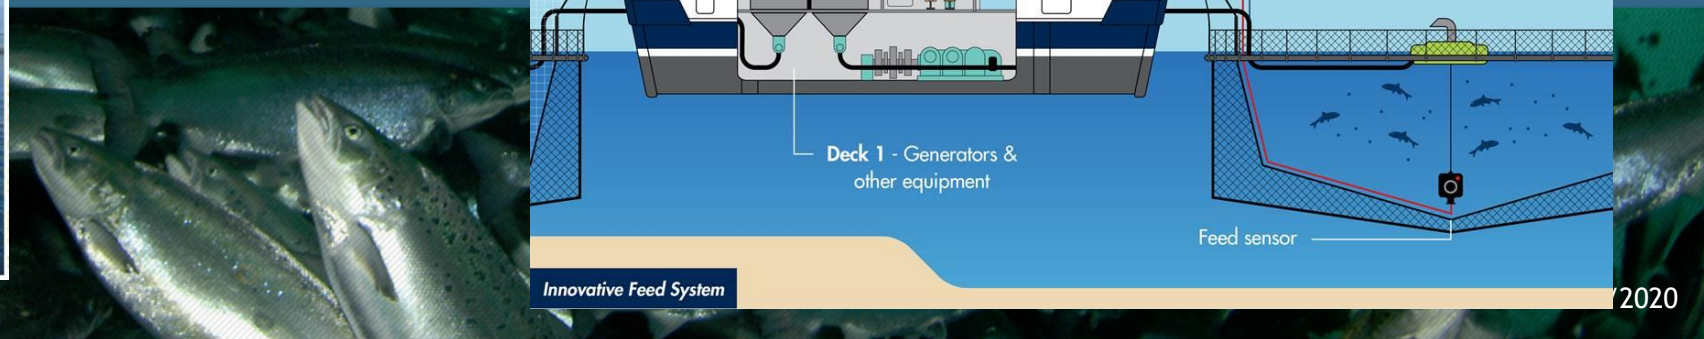 Deck 1 - Generators &
other equipment
Feed sensor
Innovative Feed System
/2020